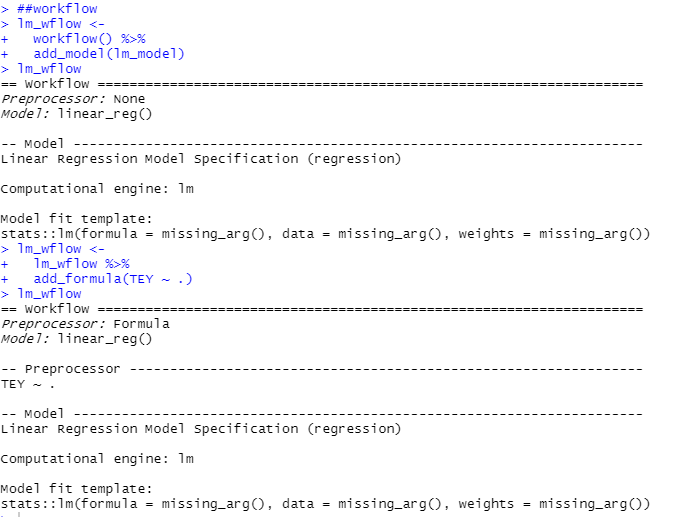 > ##workflow
> lm_wflow <-
+   workflow() %>%
+   add_model(lm_model)
> lm_wflow
== Workflow ====================================================================
Preprocessor: None
Model: linear_reg()

-- Model -----------------------------------------------------------------------
Linear Regression Model Specification (regression)

Computational engine: lm

Model fit template:
stats::lm(formula = missing_arg(), data = missing_arg(), weights = missing_arg())
> lm_wflow <-
+   lm_wflow %>%
+   add_formula(TEY ~ .)
> lm_wflow
== Workflow ====================================================================
Preprocessor: Formula
Model: linear_reg()

-- Preprocessor ----------------------------------------------------------------
TEY ~ .

-- Model -----------------------------------------------------------------------
Linear Regression Model Specification (regression)

Computational engine: lm

Model fit template:
stats::lm(formula = missing_arg(), data = missing_arg(), weights = missing_arg())